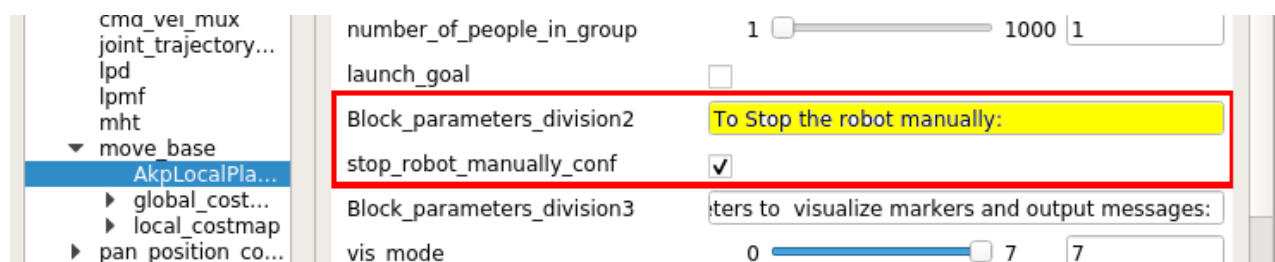 cmd_vel_mux
joint_trajectory...
lpd
lpmf
mht
move_base
AkpLocalPla...
global_cost...
local_costmap
pan_position_co...
number_of_people_in_group 1 1000 1
launch_goal
Block_parameters_division2 To Stop the robot manually:
stop_robot_manually_conf
Block_parameters_division3 ters to visualize markers and output messages:
vis_mode 0 7 7